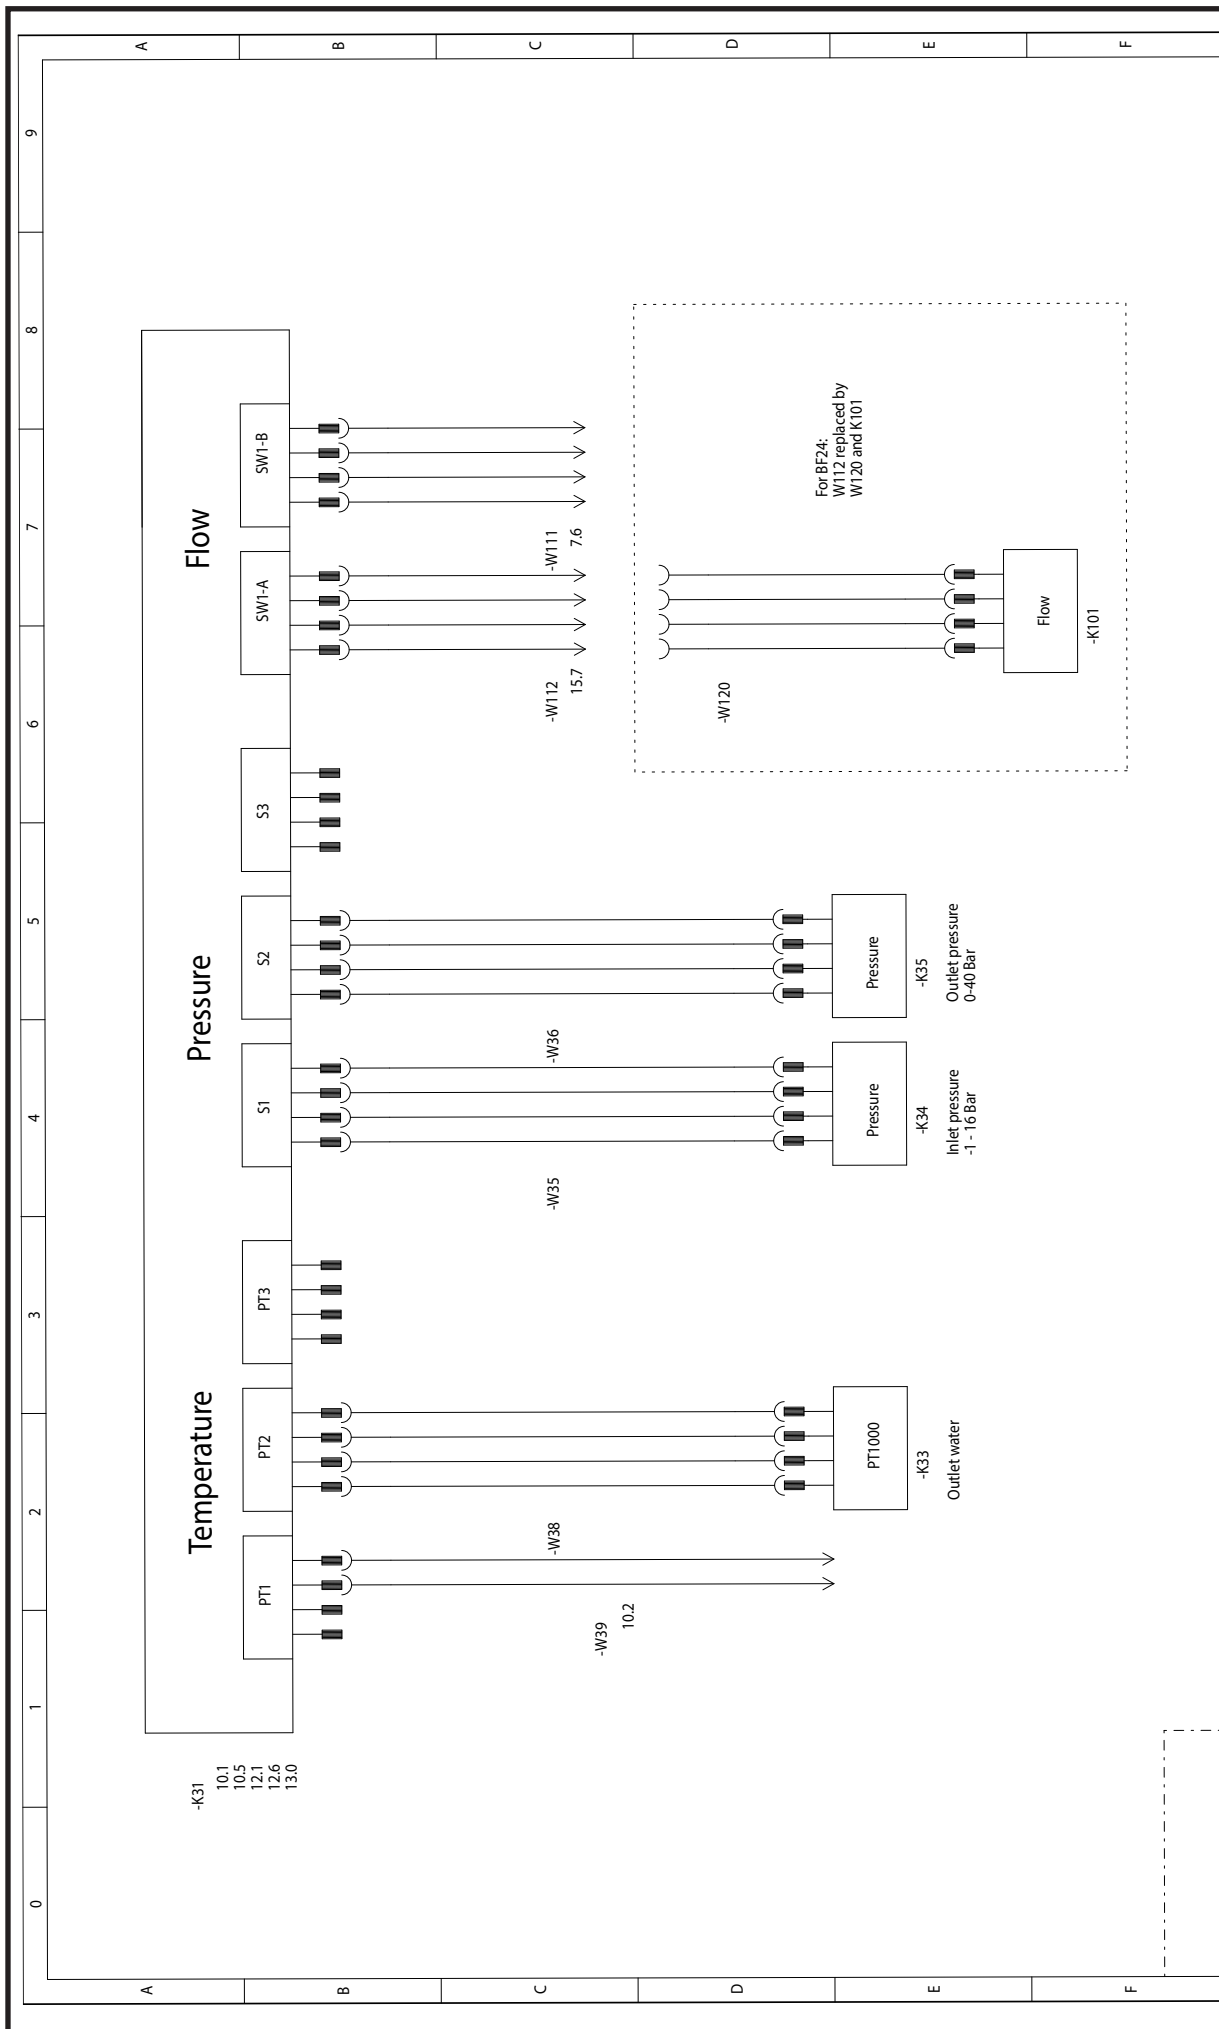 0
1
2
3
4
5
6
7
8
9
A
B
C
D
E
F
A
B
C
D
E
F
-K31
10.1
10.5
12.1
12.6
13.0
Temperature
Pressure
Flow
PT1
PT2
PT3
S1
S2
S3
SW1-A
SW1-B
-W39
10.2
-W38
-W35
-W36
-W112
15.7
-W111
7.6
PT1000
-K33
Outlet water
Pressure
-K34
Inlet pressure
-1 - 16 Bar
Pressure
-K35
Outlet pressure
0-40 Bar
-W120
For BF24:
W112 replaced by
W120 and K101
Flow
-K101